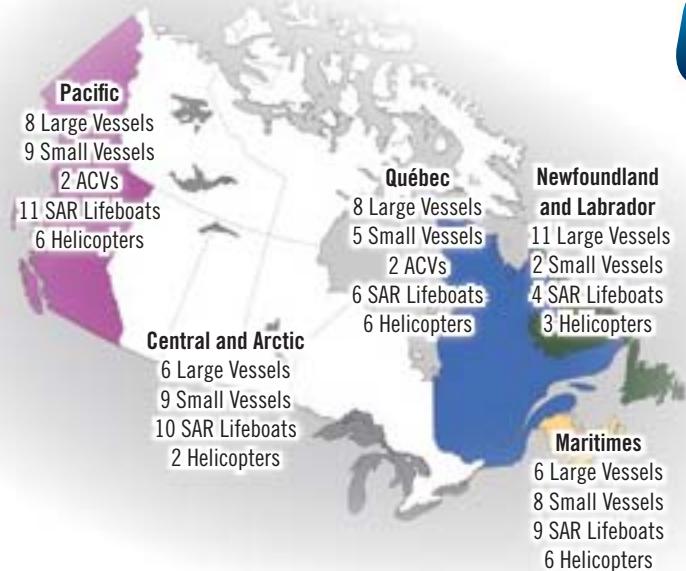 Pacific
8 Large Vessels
9 Small Vessels
2 ACVs
11 SAR Lifeboats
6 Helicopters
Québec
8 Large Vessels
5 Small Vessels
2 ACVs
6 SAR Lifeboats
6 Helicopters
Newfoundland
and Labrador
11 Large Vessels
2 Small Vessels
4 SAR Lifeboats
3 Helicopters
Central and Arctic
6 Large Vessels
9 Small Vessels
10 SAR Lifeboats
2 Helicopters
Maritimes
6 Large Vessels
8 Small Vessels
9 SAR Lifeboats
6 Helicopters